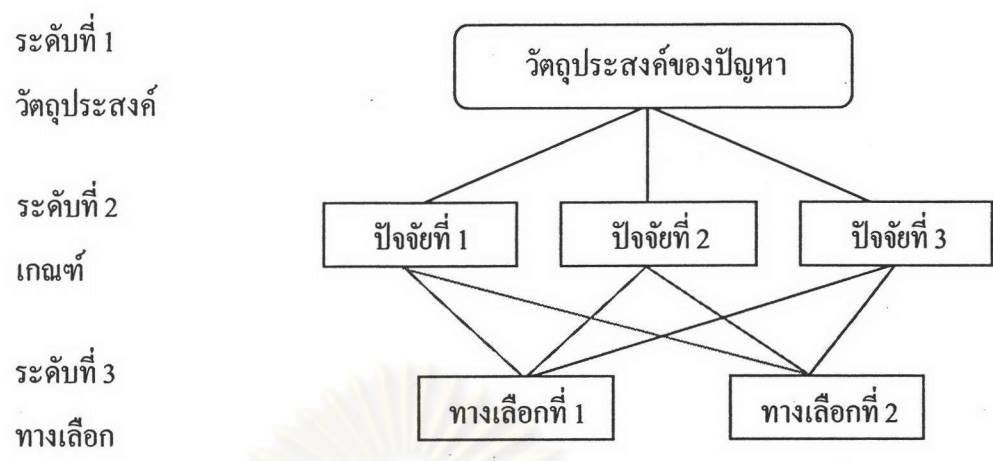 ระดับที่ 1
วัตถุประสงค์
วัตถุประสงค์ของปัญหา
ระดับที่ 2
เกณฑ์
ปัจจัยที่ 1
ปัจจัยที่ 2
ปัจจัยที่ 3
ระดับที่ 3
ทางเลือก
ทางเลือกที่ 1
ทางเลือกที่ 2